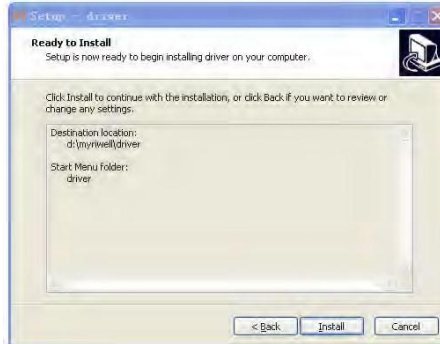 Setup - driver
Ready to Install
Setup is now ready to begin installing driver on your computer.
Click Install to continue with the installation, or click Back if you want to review or
change any settings.
Destination location:
d:\myriwell\driver
Start Menu folder:
driver
< Back
Install
Cancel